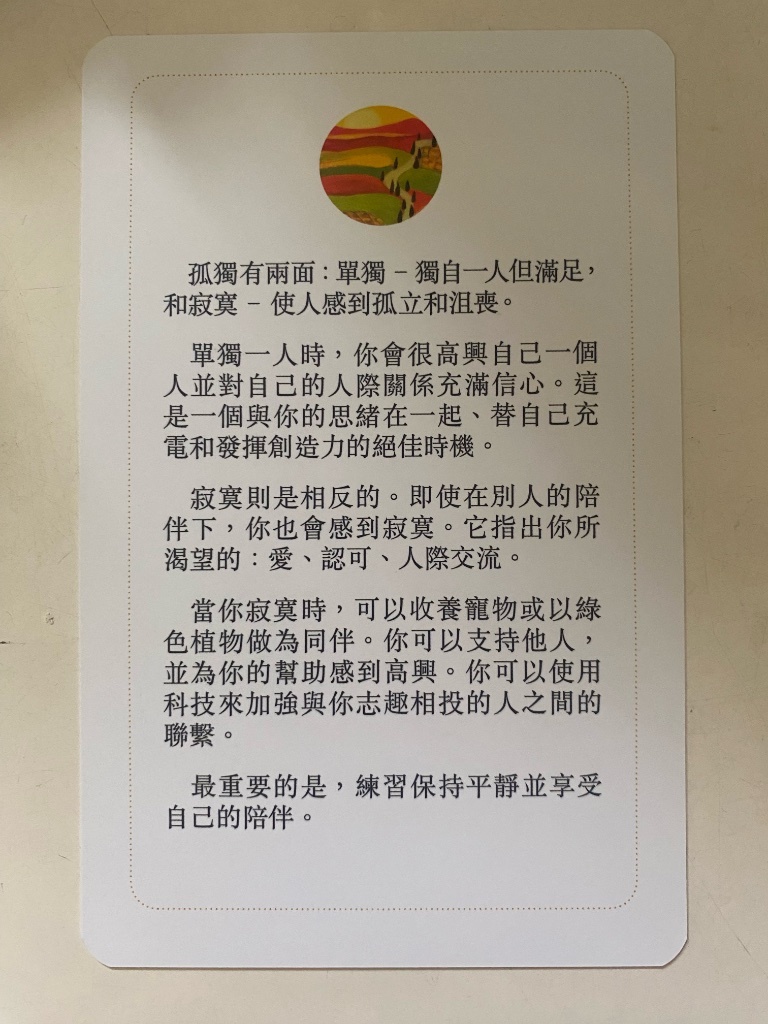 孤獨有兩面：單獨 – 獨自一人但滿足，
和寂寞 – 使人感到孤立和沮喪。
單獨一人時，你會很高興自己一個
人並對自己的人際關係充滿信心。這
是一個與你的思緒在一起、替自己充
電和發揮創造力的絕佳時機。
寂寞則是相反的。即使在別人的陪
伴下，你也會感到寂寞。它指出你所
渴望的：愛、認可、人際交流。
當你寂寞時，可以收養寵物或以綠
色植物做為同伴。你可以支持他人，
並為你的幫助感到高興。你可以使用
科技來加強與你志趣相投的人之間的
聯繫。
最重要的是，練習保持平靜並享受
自己的陪伴。